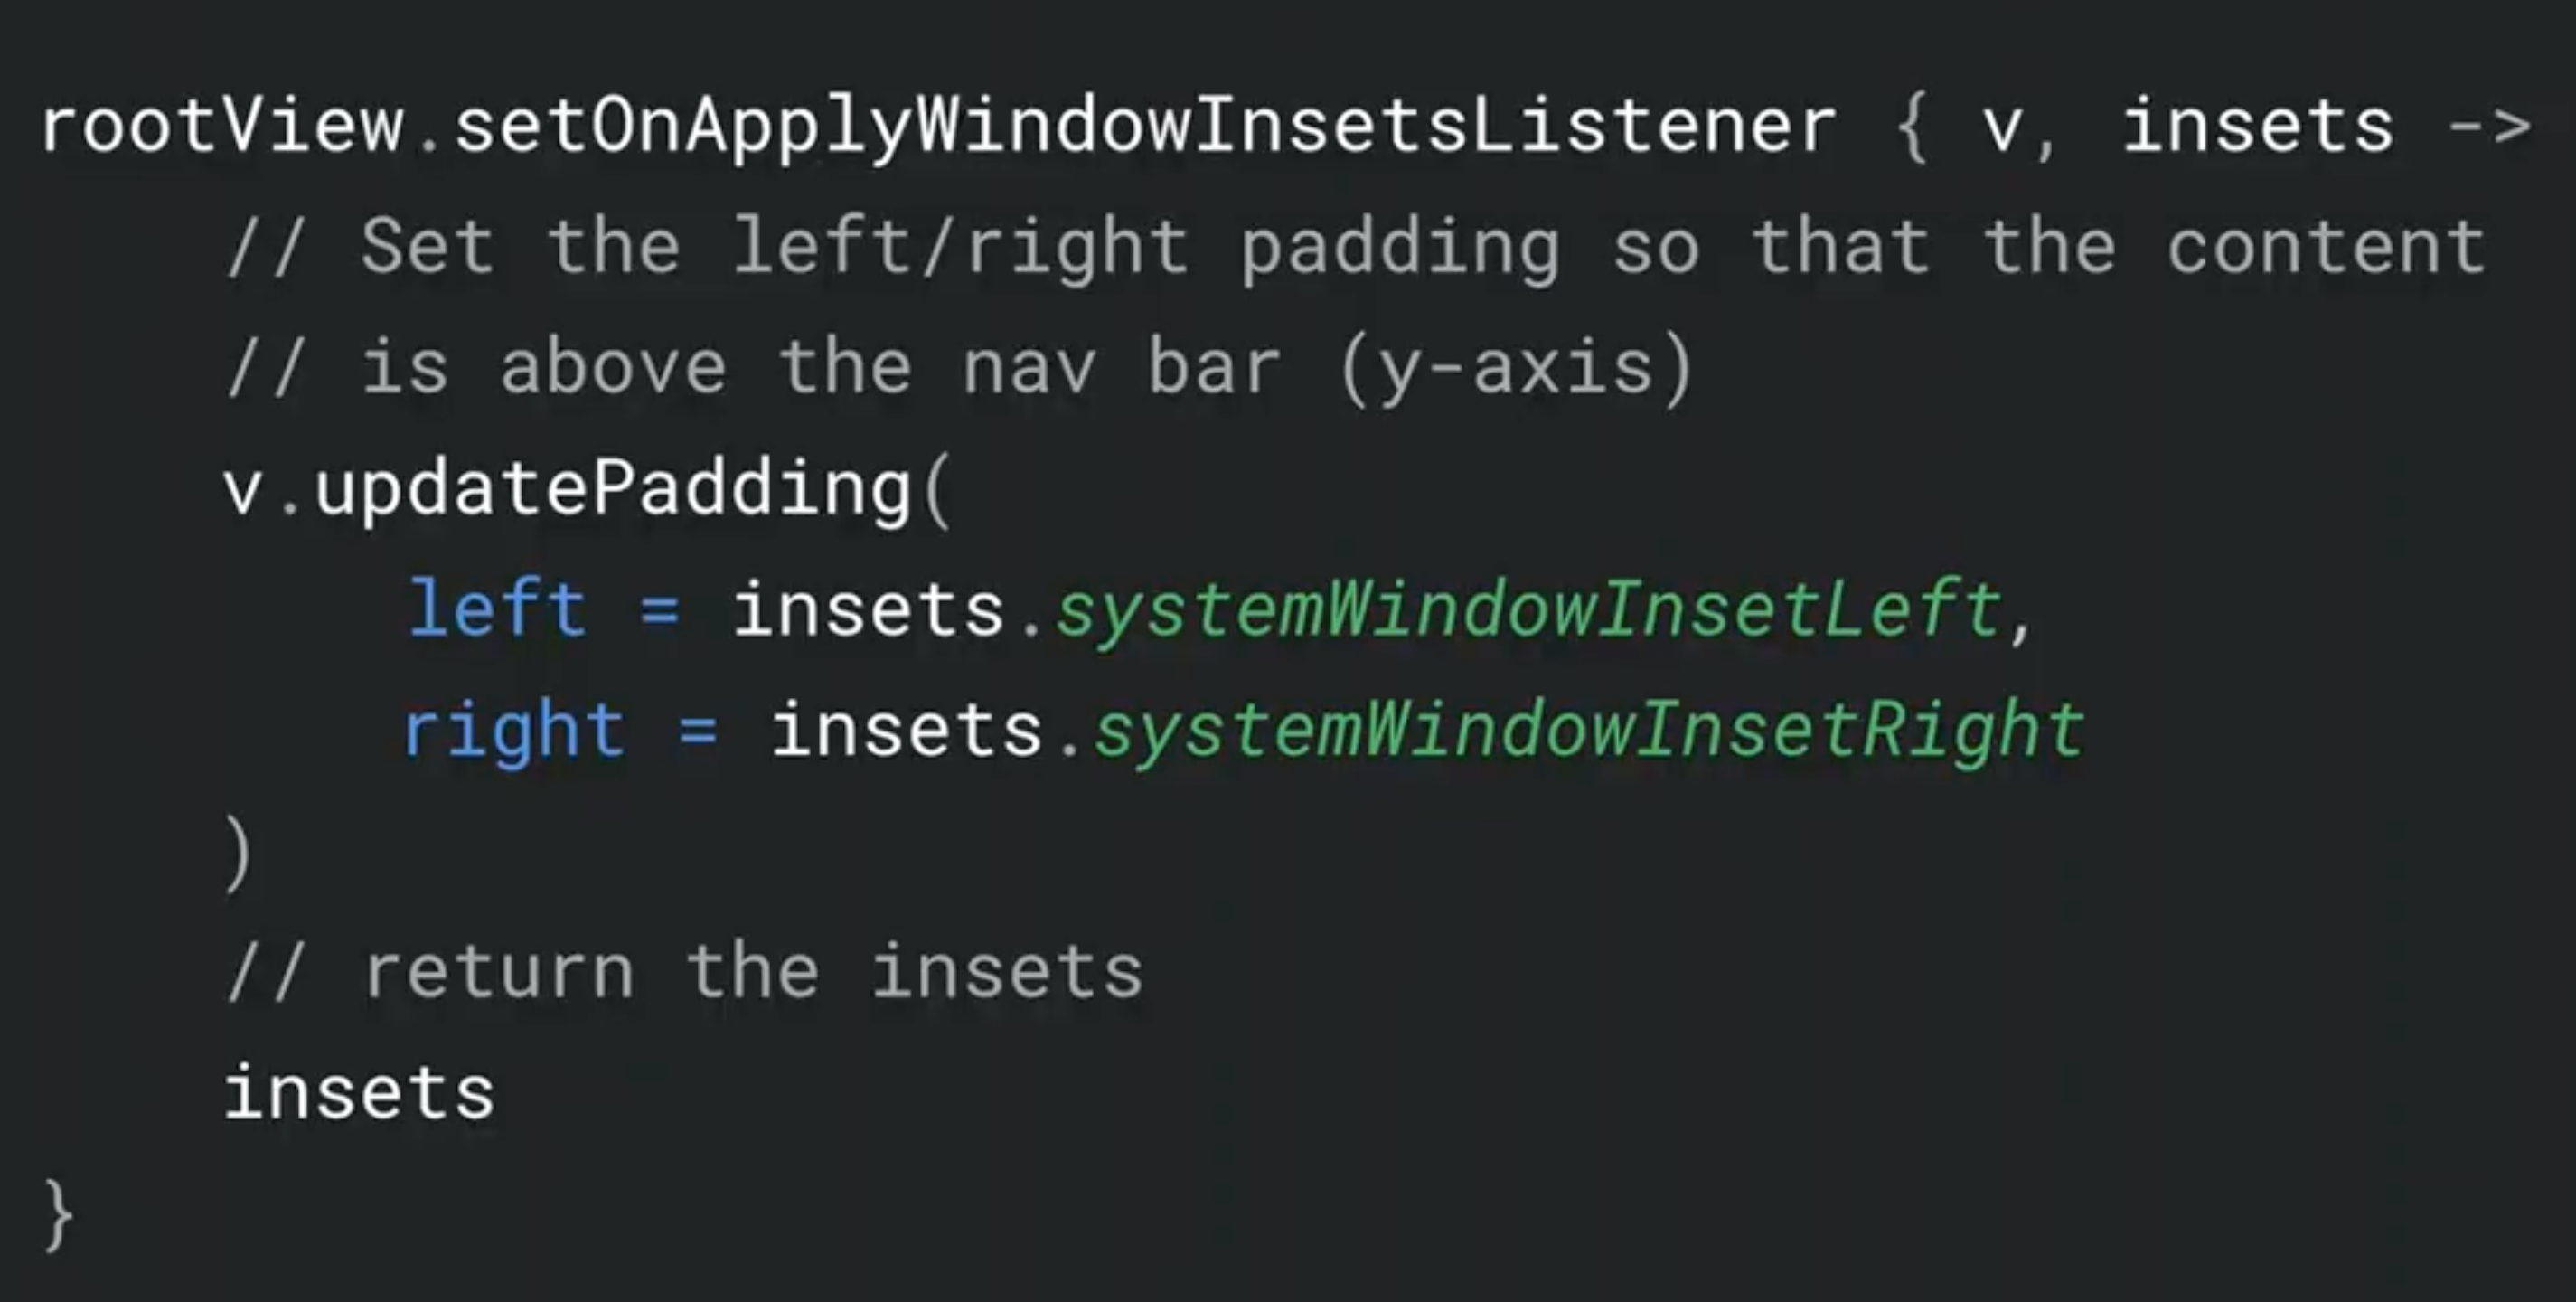 rootView.setOnApplyWindowInsetsListener { v, insets ->
    // Set the left/right padding so that the content
    // is above the nav bar (y-axis)
    v.updatePadding(
        left = insets.systemWindowInsetLeft,
        right = insets.systemWindowInsetRight
    )
    // return the insets
    insets
}